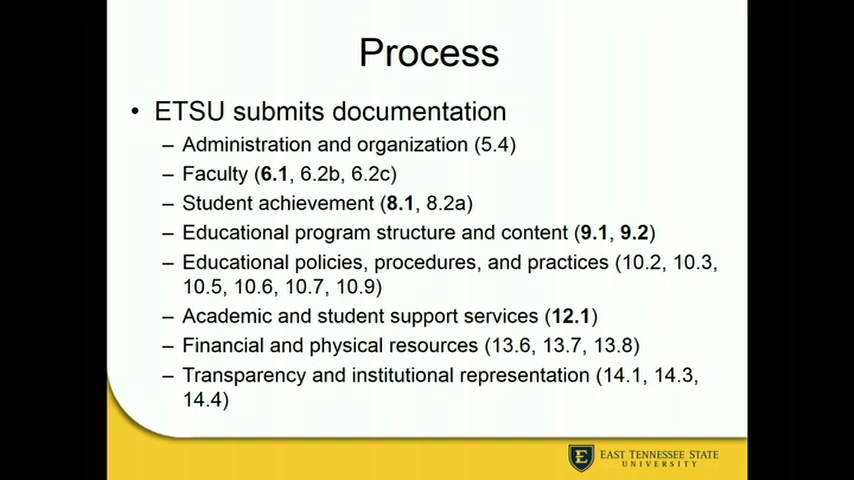 Process
• ETSU submits documentation
– Administration and organization (5.4)
– Faculty (6.1, 6.2b, 6.2c)
– Student achievement (8.1, 8.2a)
– Educational program structure and content (9.1, 9.2)
– Educational policies, procedures, and practices (10.2, 10.3,
10.5, 10.6, 10.7, 10.9)
– Academic and student support services (12.1)
– Financial and physical resources (13.6, 13.7, 13.8)
– Transparency and institutional representation (14.1, 14.3,
14.4)
E
EAST TENNESSEE STATE
UNIVERSITY